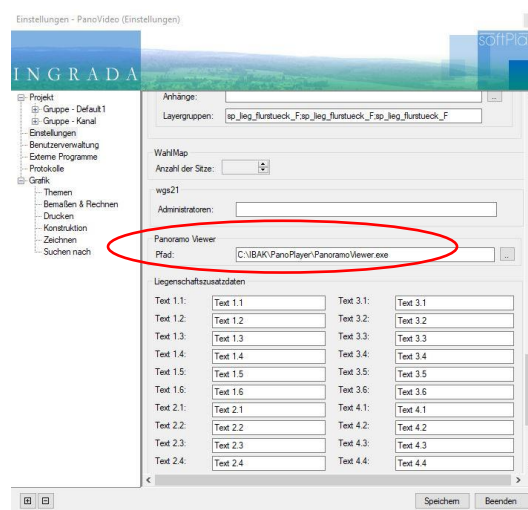 Einstellungen - PanoVideo (Einstellungen)
softPla
INGRADA
Projekt
Gruppe - Default1
Gruppe - Kanal
Einstellungen
Benutzerverwaltung
Externe Programme
Protokolle
Grafik
Themen
Bemaßen & Rechnen
Drucken
Konstruktion
Zeichnen
Suchen nach
Anhänge: ...
Layergruppen: sp_lieg_flurstueck_F;sp_lieg_flurstueck_F;sp_lieg_flurstueck_F
WahlMap
Anzahl der Sitze:
wgs21
Administratoren:
Panoramo Viewer
Pfad: C:\IBAK\PanoPlayer\PanoramoViewer.exe ..
Liegenschaftszusatzdaten
Text 1.1: Text 1.1 Text 3.1: Text 3.1
Text 1.2: Text 1.2 Text 3.2: Text 3.2
Text 1.3: Text 1.3 Text 3.3: Text 3.3
Text 1.4: Text 1.4 Text 3.4: Text 3.4
Text 1.5: Text 1.5 Text 3.5: Text 3.5
Text 1.6: Text 1.6 Text 3.6: Text 3.6
Text 2.1: Text 2.1 Text 4.1: Text 4.1
Text 2.2: Text 2.2 Text 4.2: Text 4.2
Text 2.3: Text 2.3 Text 4.3: Text 4.3
Text 2.4: Text 2.4 Text 4.4: Text 4.4
Speichern Beenden